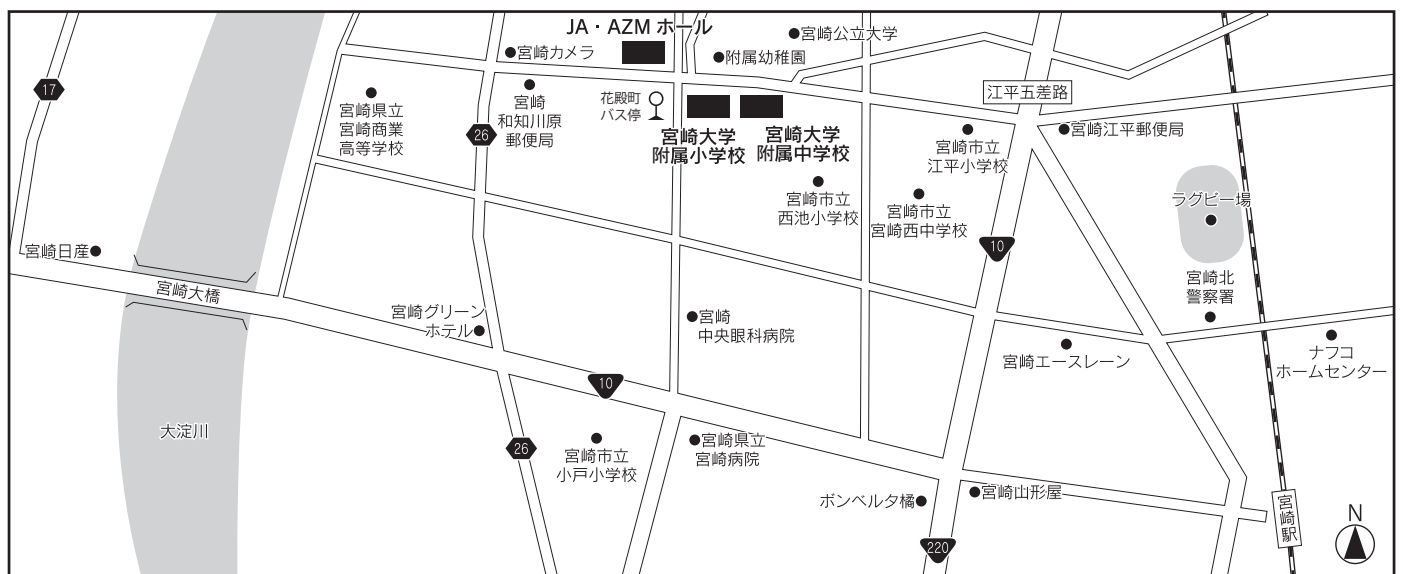 JA・AZM ホール
宮崎カメラ
宮崎公立大学
附属幼稚園
17
宮崎県立
宮崎商業
高等学校
26
宮崎
和知川原
郵便局
花殿町
バス停
宮崎大学
附属小学校
宮崎大学
附属中学校
江平五差路
宮崎江平郵便局
宮崎市立
江平小学校
宮崎市立
西池小学校
宮崎市立
宮崎西中学校
ラグビー場
10
宮崎日産
宮崎大橋
宮崎グリーン
ホテル
宮崎
中央眼科病院
宮崎北
警察署
宮崎エースレーン
ナフコ
ホームセンター
10
大淀川
26
宮崎市立
小戸小学校
宮崎県立
宮崎病院
ボンベルタ橘
宮崎山形屋
220
宮崎駅
N